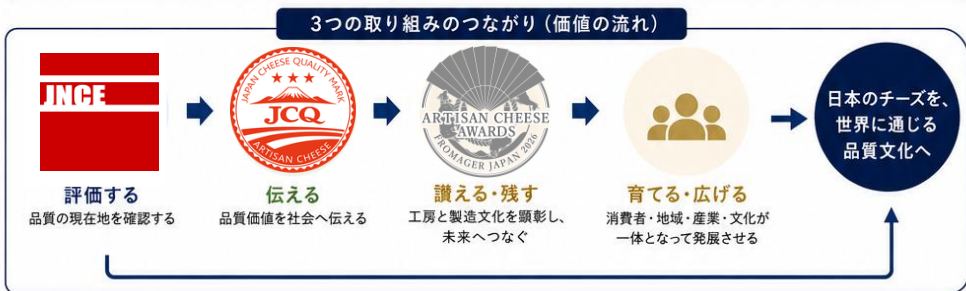 3つの取り組みのつながり(価値の流れ)
JNCE
JAPAN CHEESE QUALITY MARK
JCQ
ARTISAN CHEESE
ARTISAN CHEESE
AWARDS
FROMAGER JAPAN 2026
日本のチーズを、
世界に通じる
品質文化へ
評価する
品質の現在地を確認する
伝える
品質価値を社会へ伝える
讃える・残す
工房と製造文化を顕彰し、
未来へつなぐ
育てる・広げる
消費者・地域・産業・文化が
一体となって発展させる